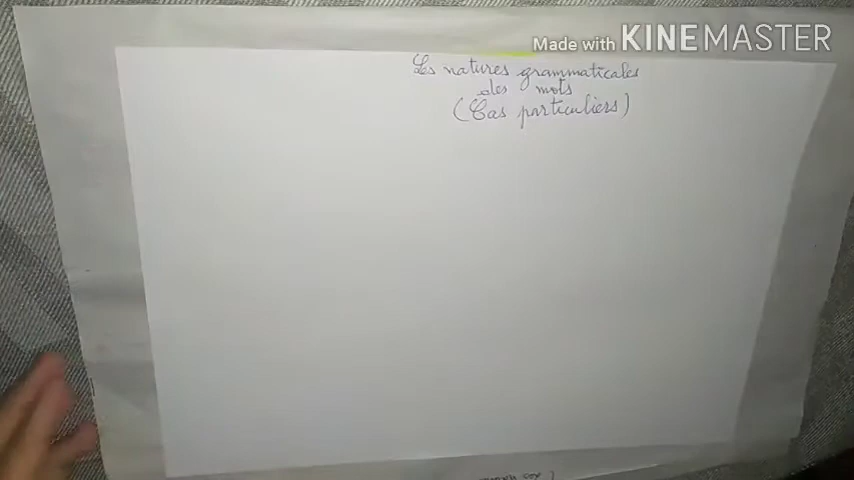 Made with KINEMASTER
Les natures grammaticales
des mots
(Cas particuliers)